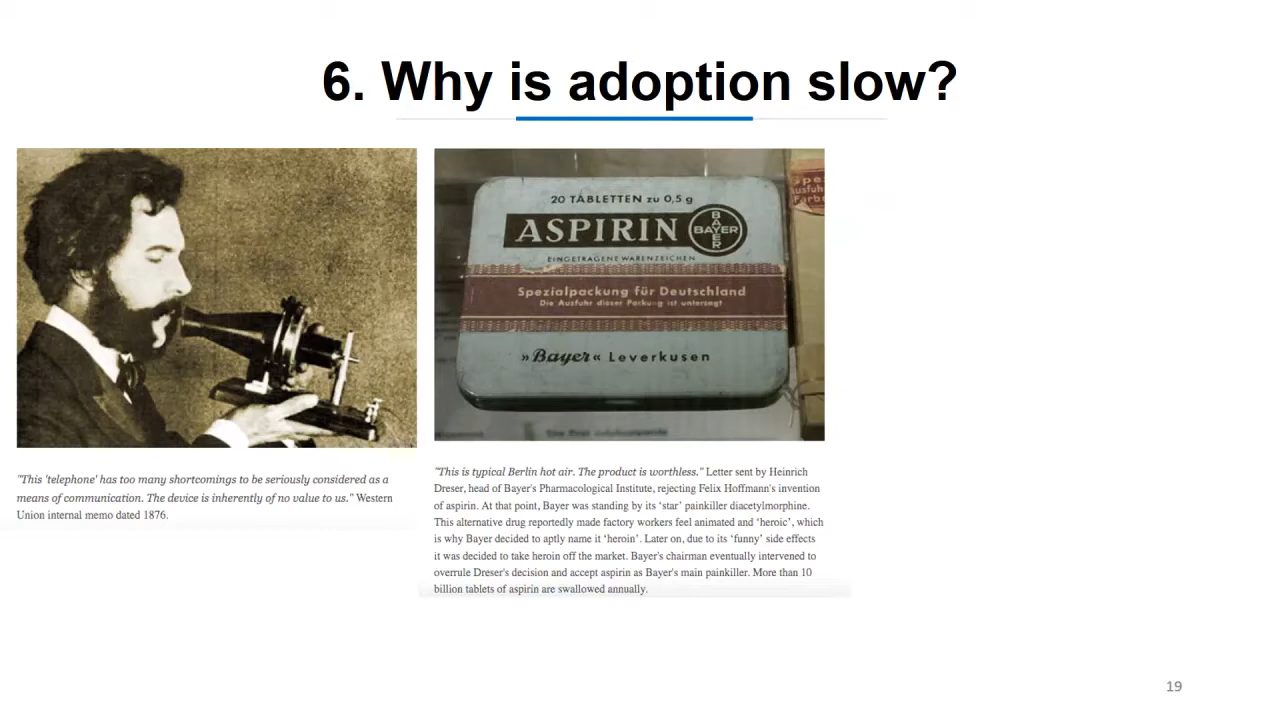 6. Why is adoption slow?
20 TABLETTEN zu 0,5 g
ASPIRIN
BAYER
BAYER
EINGETRAGENE WARENZEICHEN
Spezialpackung für Deutschland
Die Ausfuhr dieser Packung ist untersagt
»Bayer« Leverkusen
"This 'telephone' has too many shortcomings to be seriously considered as a
means of communication. The device is inherently of no value to us." Western
Union internal memo dated 1876.
"This is typical Berlin hot air. The product is worthless." Letter sent by Heinrich
Dreser, head of Bayer's Pharmacological Institute, rejecting Felix Hoffmann's invention
of aspirin. At that point, Bayer was standing by its 'star' painkiller diacetylmorphine.
This alternative drug reportedly made factory workers feel animated and 'heroic', which
is why Bayer decided to aptly name it 'heroin'. Later on, due to its 'funny' side effects
it was decided to take heroin off the market. Bayer's chairman eventually intervened to
overrule Dreser's decision and accept aspirin as Bayer's main painkiller. More than 10
billion tablets of aspirin are swallowed annually.
19